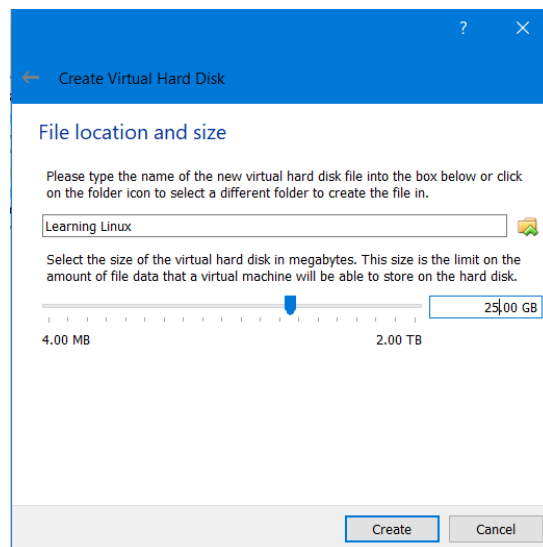 ?
Create Virtual Hard Disk
File location and size
Please type the name of the new virtual hard disk file into the box below or click
on the folder icon to select a different folder to create the file in.
Learning Linux
Select the size of the virtual hard disk in megabytes. This size is the limit on the
amount of file data that a virtual machine will be able to store on the hard disk.
25.00 GB
4.00 MB 2.00 TB
Create Cancel